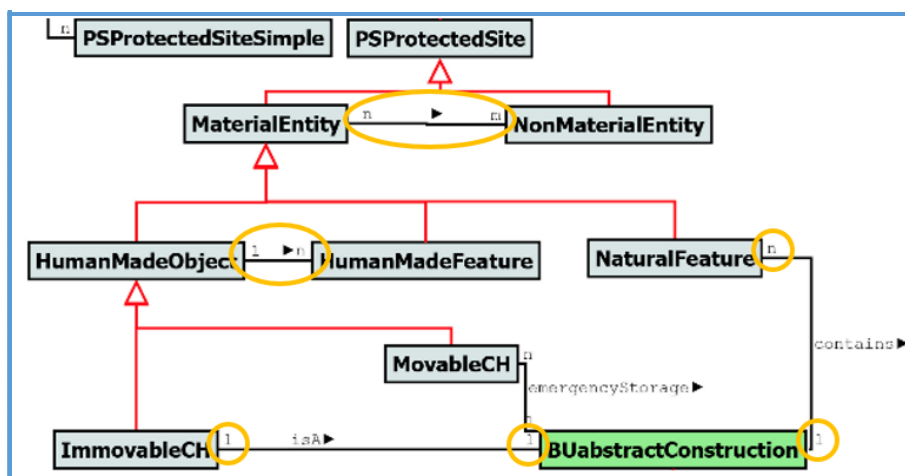 n
PSProtectedSiteSimple
PSProtectedSite
MaterialEntity
n ►
m
NonMaterialEntity
HumanMadeObject
1 ►n
HumanMadeFeature
NaturalFeature
n
contains►
MovableCH
n
emergencyStorage►
ImmovableCH
1
isA►
1
BUabstractConstruction
1